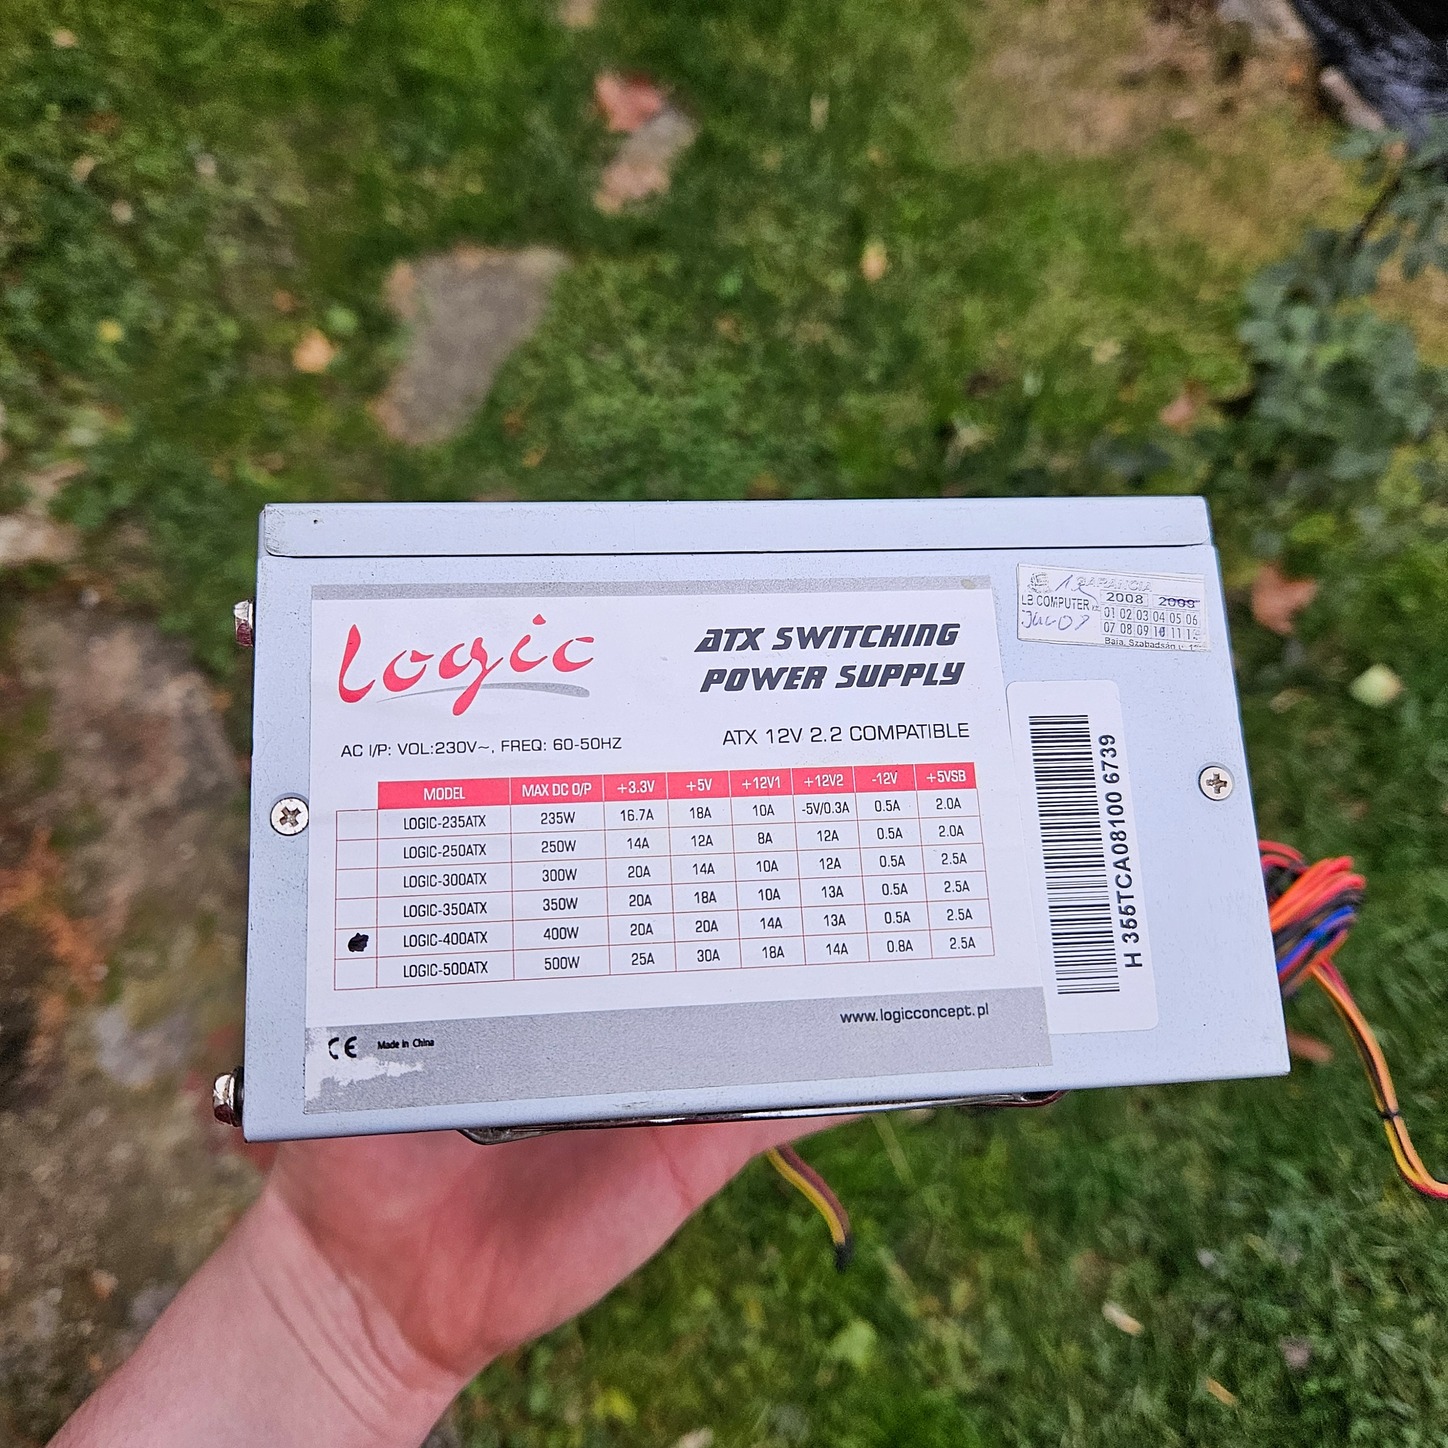 Logic
ATX SWITCHING
POWER SUPPLY
AC I/P: VOL:230V~, FREQ: 60-50HZ
ATX 12V 2.2 COMPATIBLE
MODEL MAX DC O/P +3.3V +5V +12V1 +12V2 -12V +5VSB
LOGIC-235ATX 235W 16.7A 18A 10A -5V/0.3A 0.5A 2.0A
LOGIC-250ATX 250W 14A 12A 8A 12A 0.5A 2.0A
LOGIC-300ATX 300W 20A 14A 10A 12A 0.5A 2.5A
LOGIC-350ATX 350W 20A 18A 10A 13A 0.5A 2.5A
LOGIC-400ATX 400W 20A 20A 14A 13A 0.5A 2.5A
LOGIC-500ATX 500W 25A 30A 18A 14A 0.8A 2.5A
www.logicconcept.pl
CE Made in China
GARANCIA
LB COMPUTER 2008 2009
01 02 03 04 05 06
07 08 09 10 11 12
Baja, Szabadság
H 355TCA08100 6739